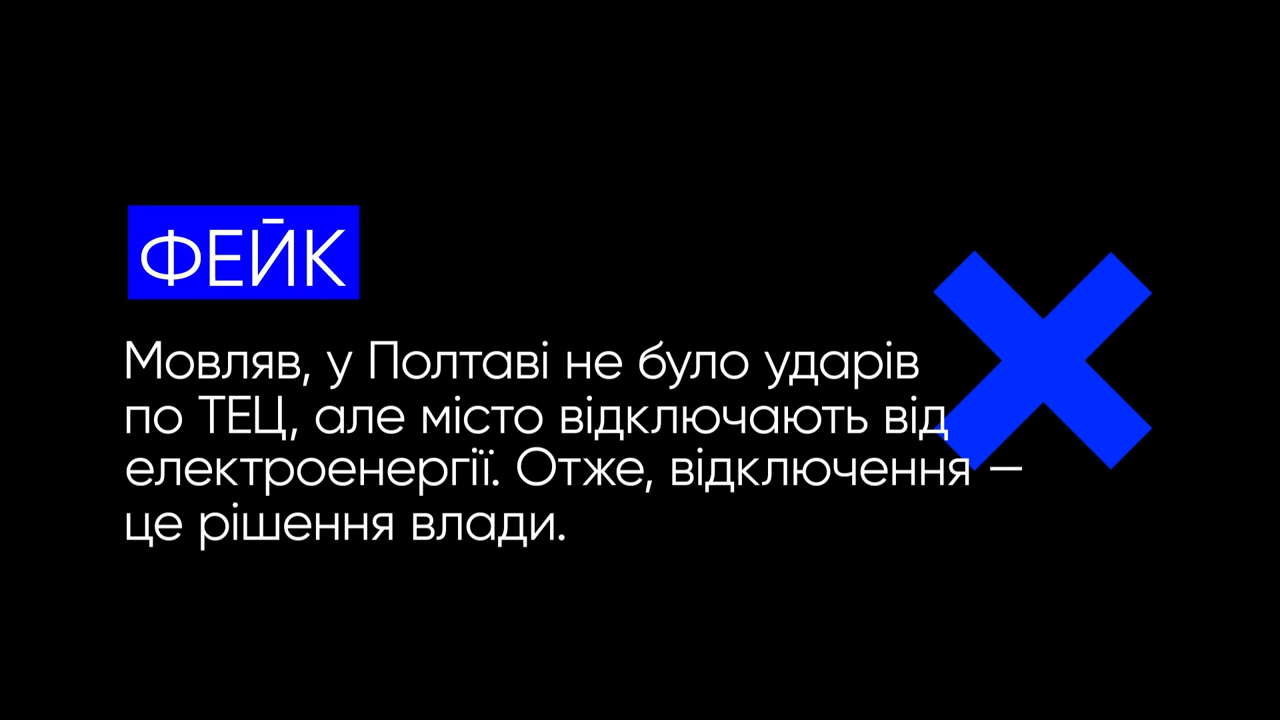 ФЕЙК
Мовляв, у Полтаві не було ударів
по ТЕЦ, але місто відключають від
електроенергії. Отже, відключення —
це рішення влади.